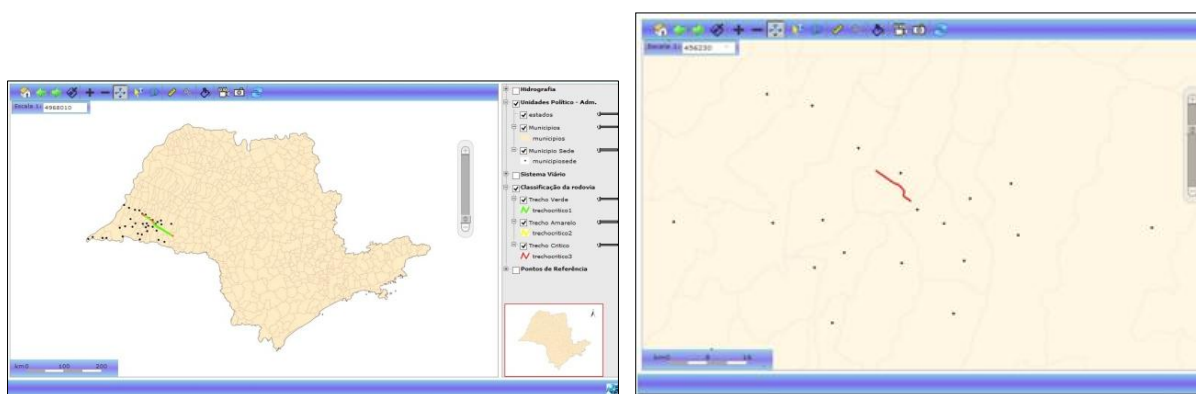 Escala 1: 4968010
Hidrografia
Unidades Político - Adm.
estados
Municípios
municípios
Município Sede
municipiosede
Sistema Viário
Classificação da rodovia
Trecho Verde
trechocritico1
Trecho Amarelo
trechocritico2
Trecho Crítico
trechocritico3
Pontos de Referência
km0 100 200
Escala 1: 456230
km0 8 16